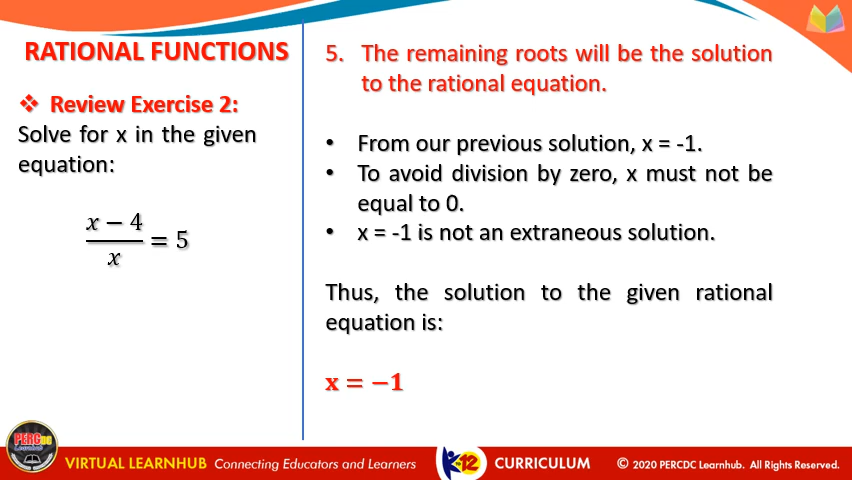 RATIONAL FUNCTIONS
❖ Review Exercise 2:
Solve for x in the given
equation:
x − 4
x
= 5
5. The remaining roots will be the solution
to the rational equation.
• From our previous solution, x = -1.
• To avoid division by zero, x must not be
equal to 0.
• x = -1 is not an extraneous solution.
Thus, the solution to the given rational
equation is:
x = −1
PERCDC
Learnhub
VIRTUAL LEARNHUB Connecting Educators and Learners
K to 12 CURRICULUM
© 2020 PERCDC Learnhub. All Rights Reserved.